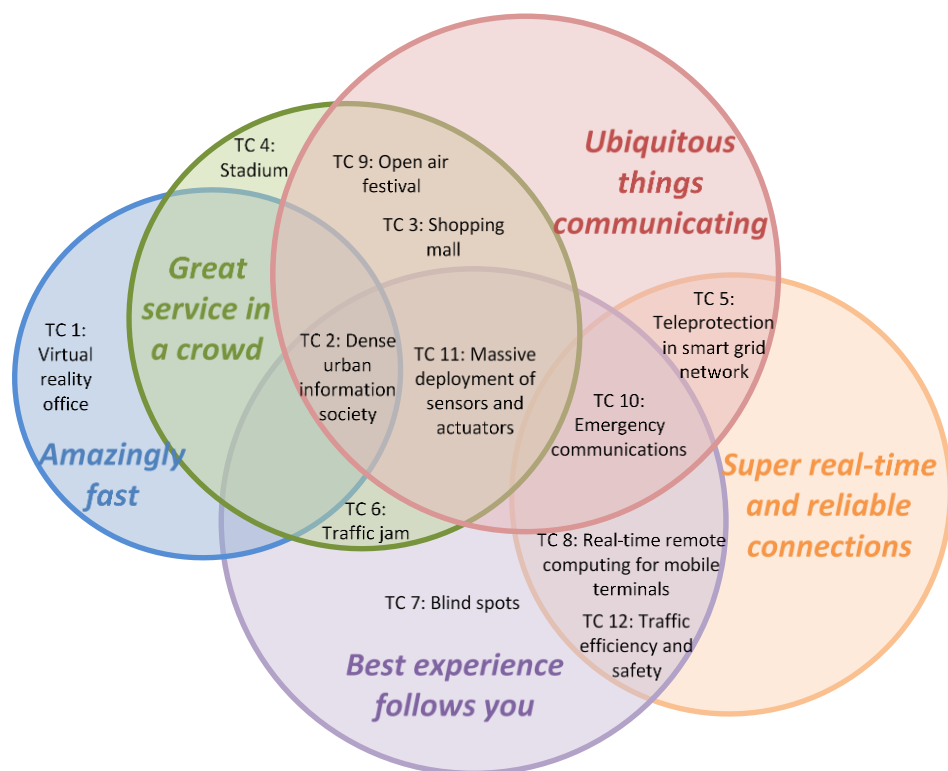 TC 4:
Stadium
TC 9: Open air
festival
Ubiquitous
things
communicating
TC 3: Shopping
mall
Great
service in
a crowd
TC 1:
Virtual
reality
office
TC 2: Dense
urban
information
society
TC 11: Massive
deployment of
sensors and
actuators
TC 5:
Teleprotection
in smart grid
network
TC 10:
Emergency
communications
Amazingly
fast
Super real-time
and reliable
connections
TC 6:
Traffic jam
TC 8: Real-time remote
computing for mobile
terminals
TC 7: Blind spots
TC 12: Traffic
efficiency and
safety
Best experience
follows you